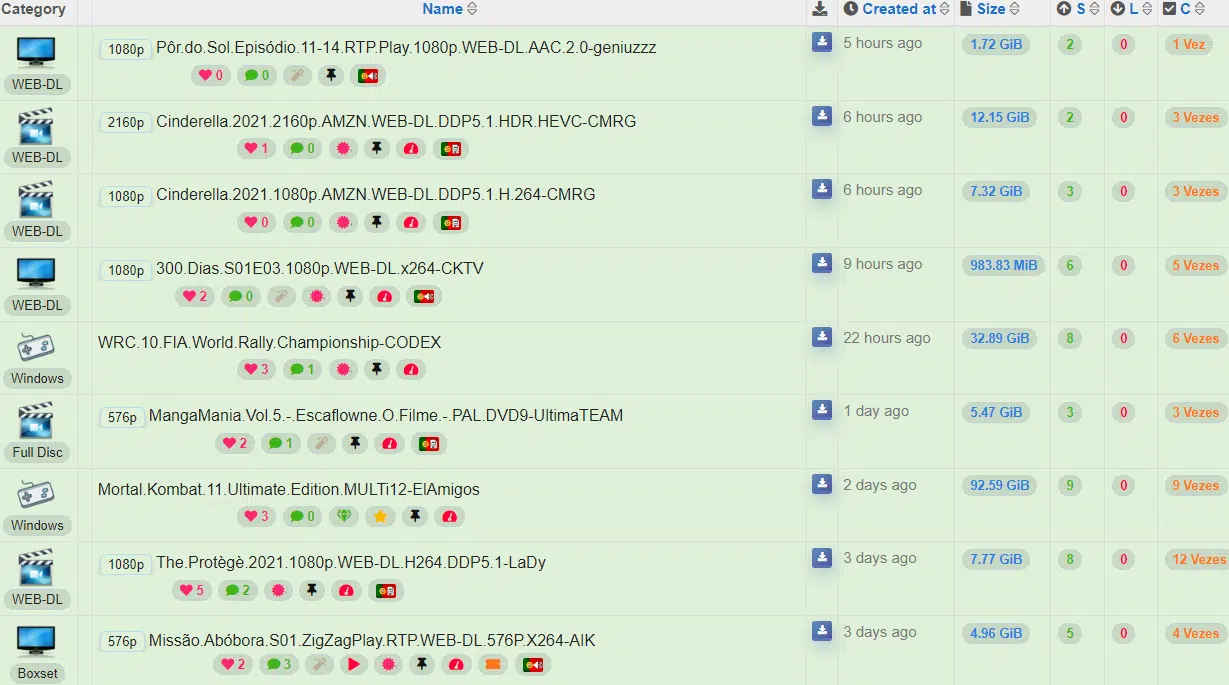 Category Name Created at Size S L C
1080p Pôr.do.Sol.Episódio.11-14.RTP.Play.1080p.WEB-DL.AAC.2.0-geniuzzz 5 hours ago 1.72 GiB 2 0 1 Vez
WEB-DL 0 0
2160p Cinderella.2021.2160p.AMZN.WEB-DL.DDP5.1.HDR.HEVC-CMRG 6 hours ago 12.15 GiB 2 0 3 Vezes
WEB-DL 1 0
1080p Cinderella.2021.1080p.AMZN.WEB-DL.DDP5.1.H.264-CMRG 6 hours ago 7.32 GiB 3 0 3 Vezes
WEB-DL 0 0
1080p 300.Dias.S01E03.1080p.WEB-DL.x264-CKTV 9 hours ago 983.83 MiB 6 0 5 Vezes
WEB-DL 2 0
WRC.10.FIA.World.Rally.Championship-CODEX 22 hours ago 32.89 GiB 8 0 6 Vezes
Windows 3 1
576p MangaMania.Vol.5.-.Escaflowne.O.Filme.-.PAL.DVD9-UltimaTEAM 1 day ago 5.47 GiB 3 0 3 Vezes
Full Disc 2 1
Mortal.Kombat.11.Ultimate.Edition.MULTi12-ElAmigos 2 days ago 92.59 GiB 9 0 9 Vezes
Windows 3 0
1080p The.Protègè.2021.1080p.WEB-DL.H264.DDP5.1-LaDy 3 days ago 7.77 GiB 8 0 12 Vezes
WEB-DL 5 2
576p Missão.Abóbora.S01.ZigZagPlay.RTP.WEB-DL.576P.X264-AIK 3 days ago 4.96 GiB 5 0 4 Vezes
Boxset 2 3